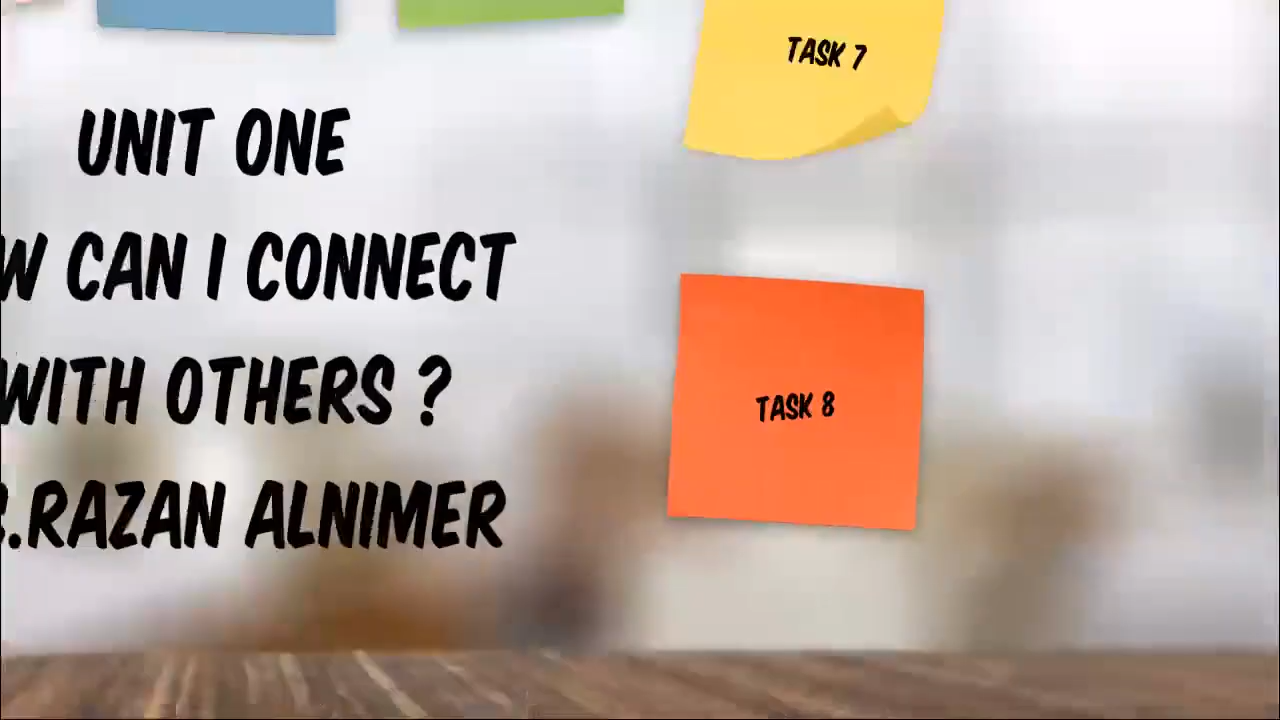 TASK 7
UNIT ONE
W CAN I CONNECT
WITH OTHERS ?
.RAZAN ALNIMER
TASK 8